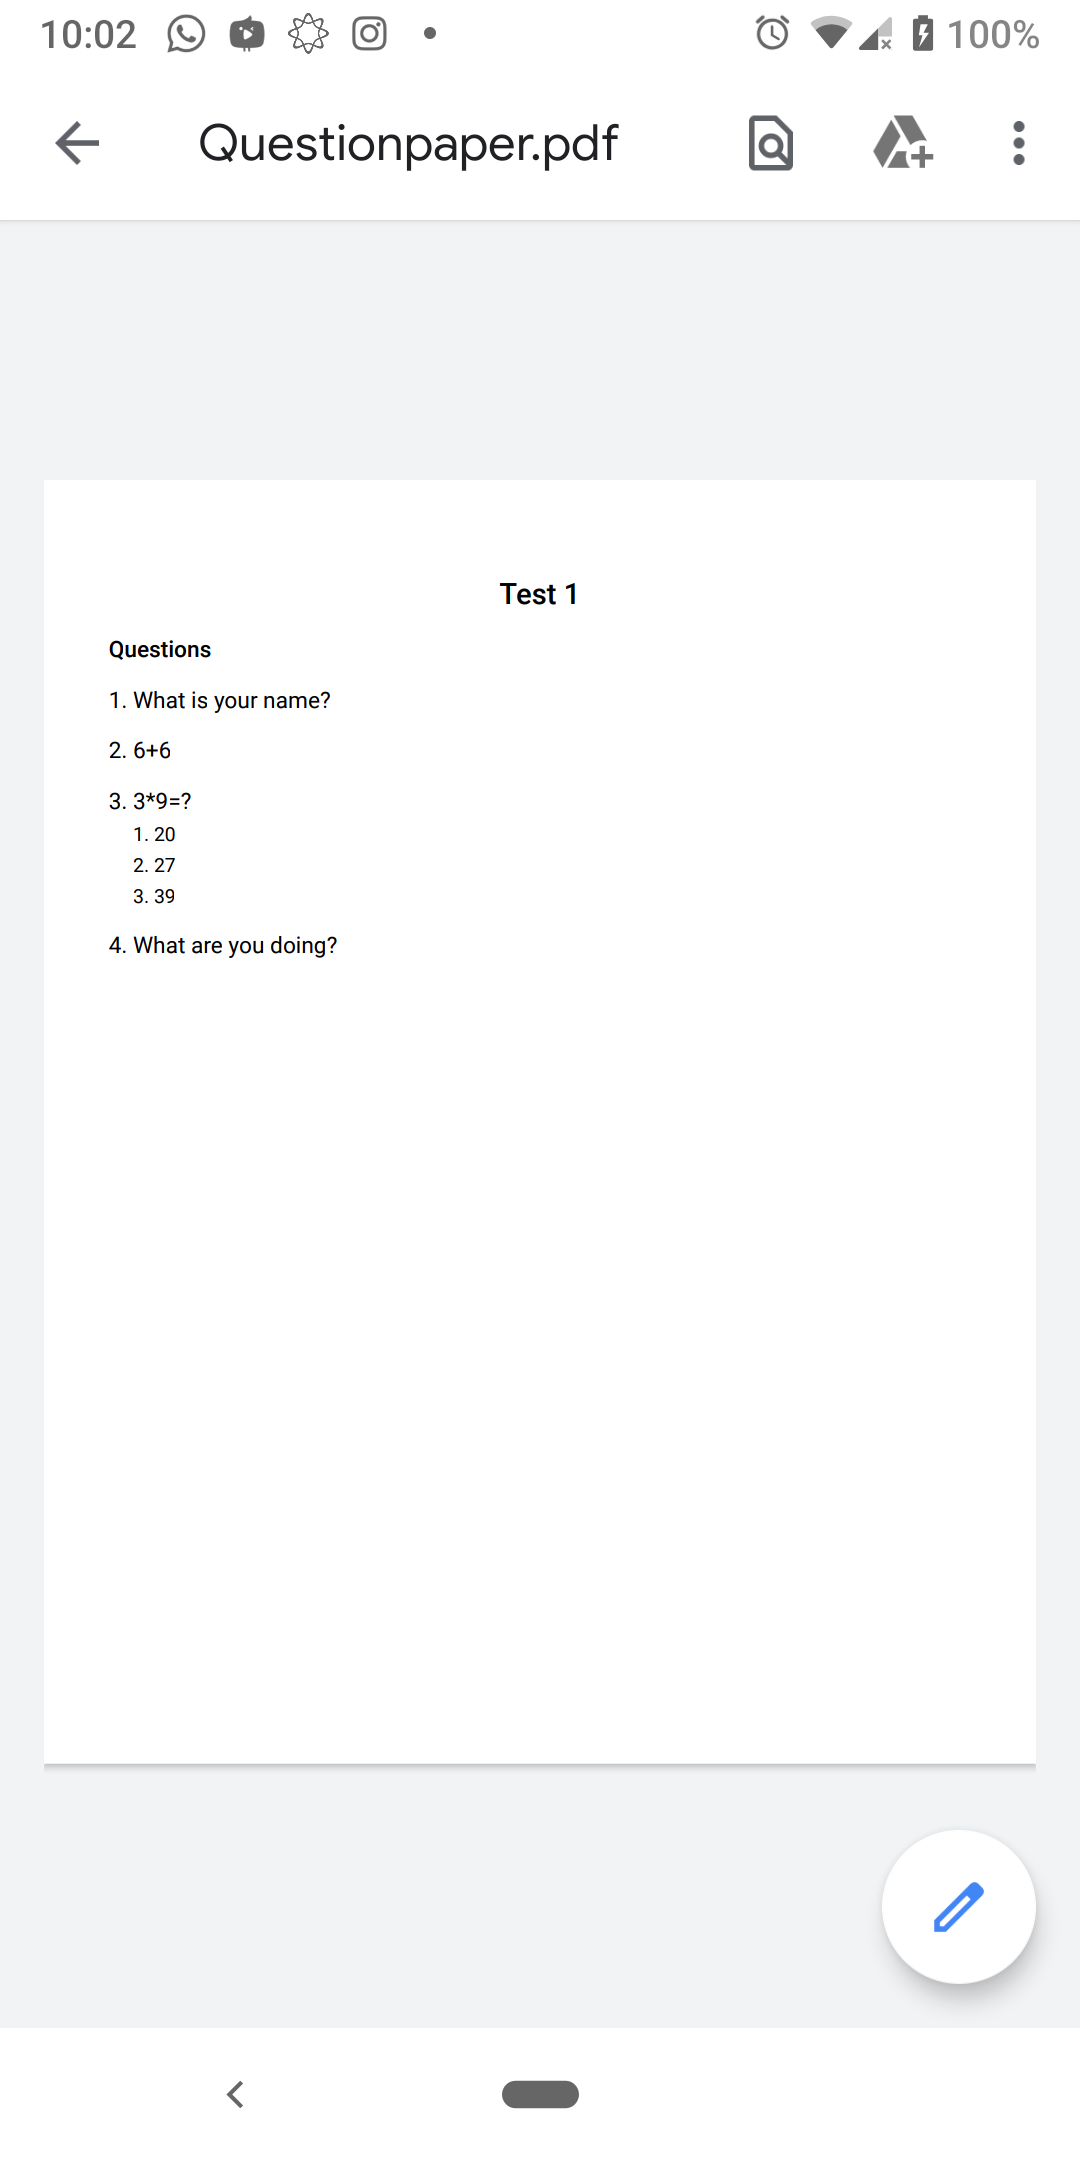 10:02
100%
Questionpaper.pdf
Test 1
Questions
1. What is your name?
2. 6+6
3. 3*9=?
1. 20
2. 27
3. 39
4. What are you doing?